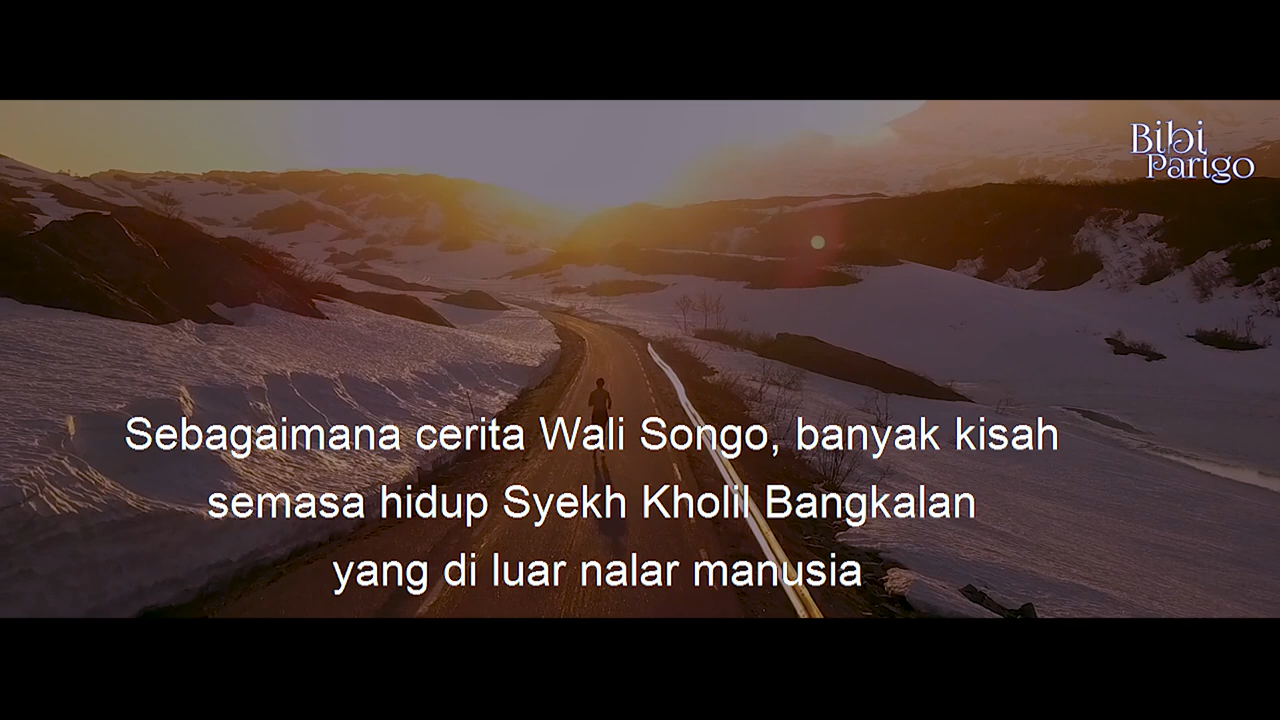 Bibi
Parigo
Sebagaimana cerita Wali Songo, banyak kisah
semasa hidup Syekh Kholil Bangkalan
yang di luar nalar manusia